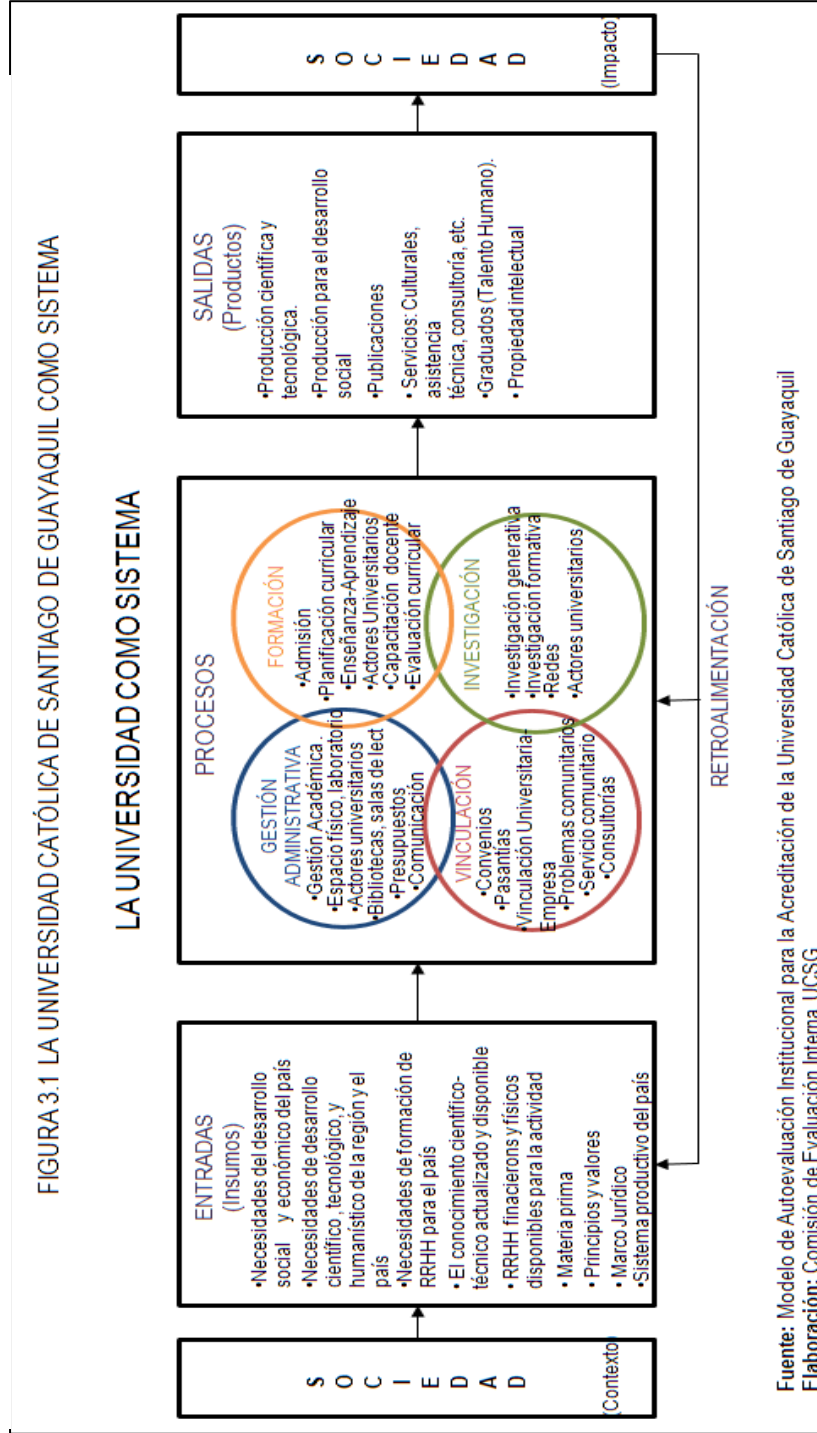 FIGURA 3.1 LA UNIVERSIDAD CATÓLICA DE SANTIAGO DE GUAYAQUIL COMO SISTEMA
LA UNIVERSIDAD COMO SISTEMA
S
O
C
I
E
D
A
D
(Contexto)
ENTRADAS
(Insumos)
•Necesidades del desarrollo
social y económico del país
•Necesidades de desarrollo
científico, tecnológico, y
humanístico de la región y el
país
•Necesidades de formación de
RRHH para el país
• El conocimiento científico-
técnico actualizado y disponible
• RRHH finacierons y físicos
disponibles para la actividad
• Materia prima
• Principios y valores
• Marco Jurídico
•Sistema productivo del país
PROCESOS
GESTIÓN
ADMINISTRATIVA
•Gestión Académica.
•Espacio físico, laboratorio
•Actores universitarios
•Bibliotecas, salas de lect
•Presupuestos
•Comunicación
FORMACIÓN
•Admisión
•Planificación curricular
•Enseñanza-Aprendizaje
•Actores Universitarios
•Capacitación docente
•Evaluación curricular
VINCULACIÓN
•Convenios
•Pasantías
•Vinculación Universitaria-
Empresa
•Problemas comunitarios
•Servicio comunitario
•Consultorías
INVESTIGACIÓN
•Investigación generativa
•Investigación formativa
•Redes
•Actores universitarios
SALIDAS
(Productos)
•Producción científica y
tecnológica.
•Producción para el desarrollo
social
•Publicaciones
• Servicios: Culturales,
asistencia
técnica, consultoría, etc.
•Graduados (Talento Humano).
• Propiedad intelectual
S
O
C
I
E
D
A
D
(Impacto)
RETROALIMENTACIÓN
Fuente: Modelo de Autoevaluación Institucional para la Acreditación de la Universidad Católica de Santiago de Guayaquil
Elaboración: Comisión de Evaluación Interna, UCSG